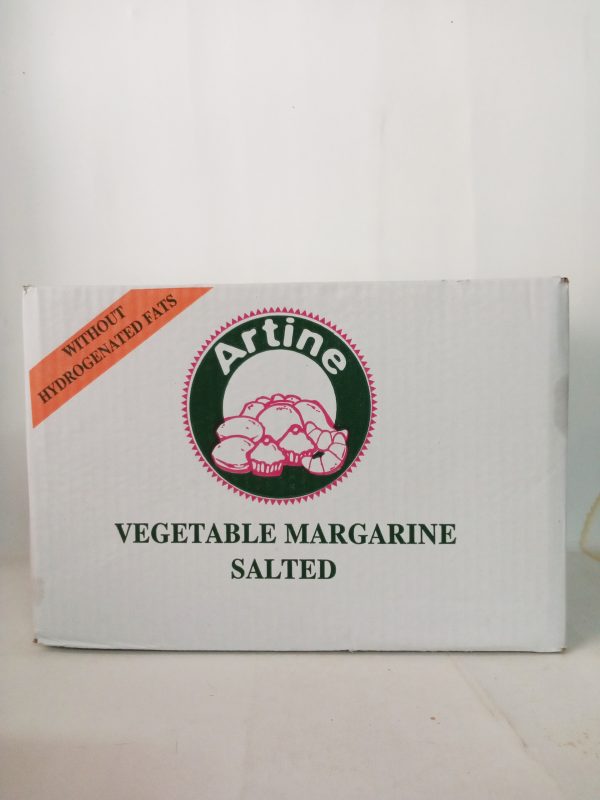 WITHOUT
HYDROGENATED FATS
Artine
VEGETABLE MARGARINE
SALTED